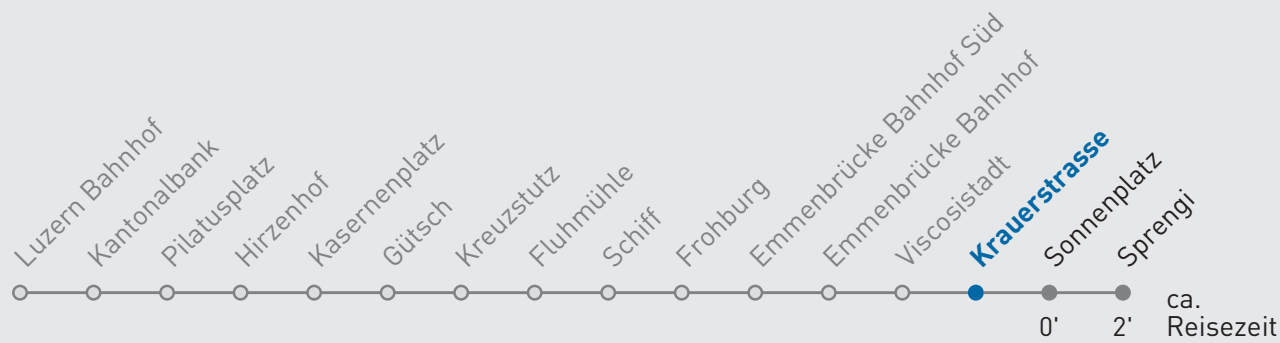 Luzern Bahnhof
Kantonalbank
Pilatusplatz
Hirzenhof
Kasernenplatz
Gütsch
Kreuzstutz
Fluhmühle
Schiff
Frohburg
Emmenbrücke Bahnhof Süd
Emmenbrücke Bahnhof
Viscosistadt
Krauerstrasse
Sonnenplatz
Sprengi
ca.
0' 2' Reisezeit